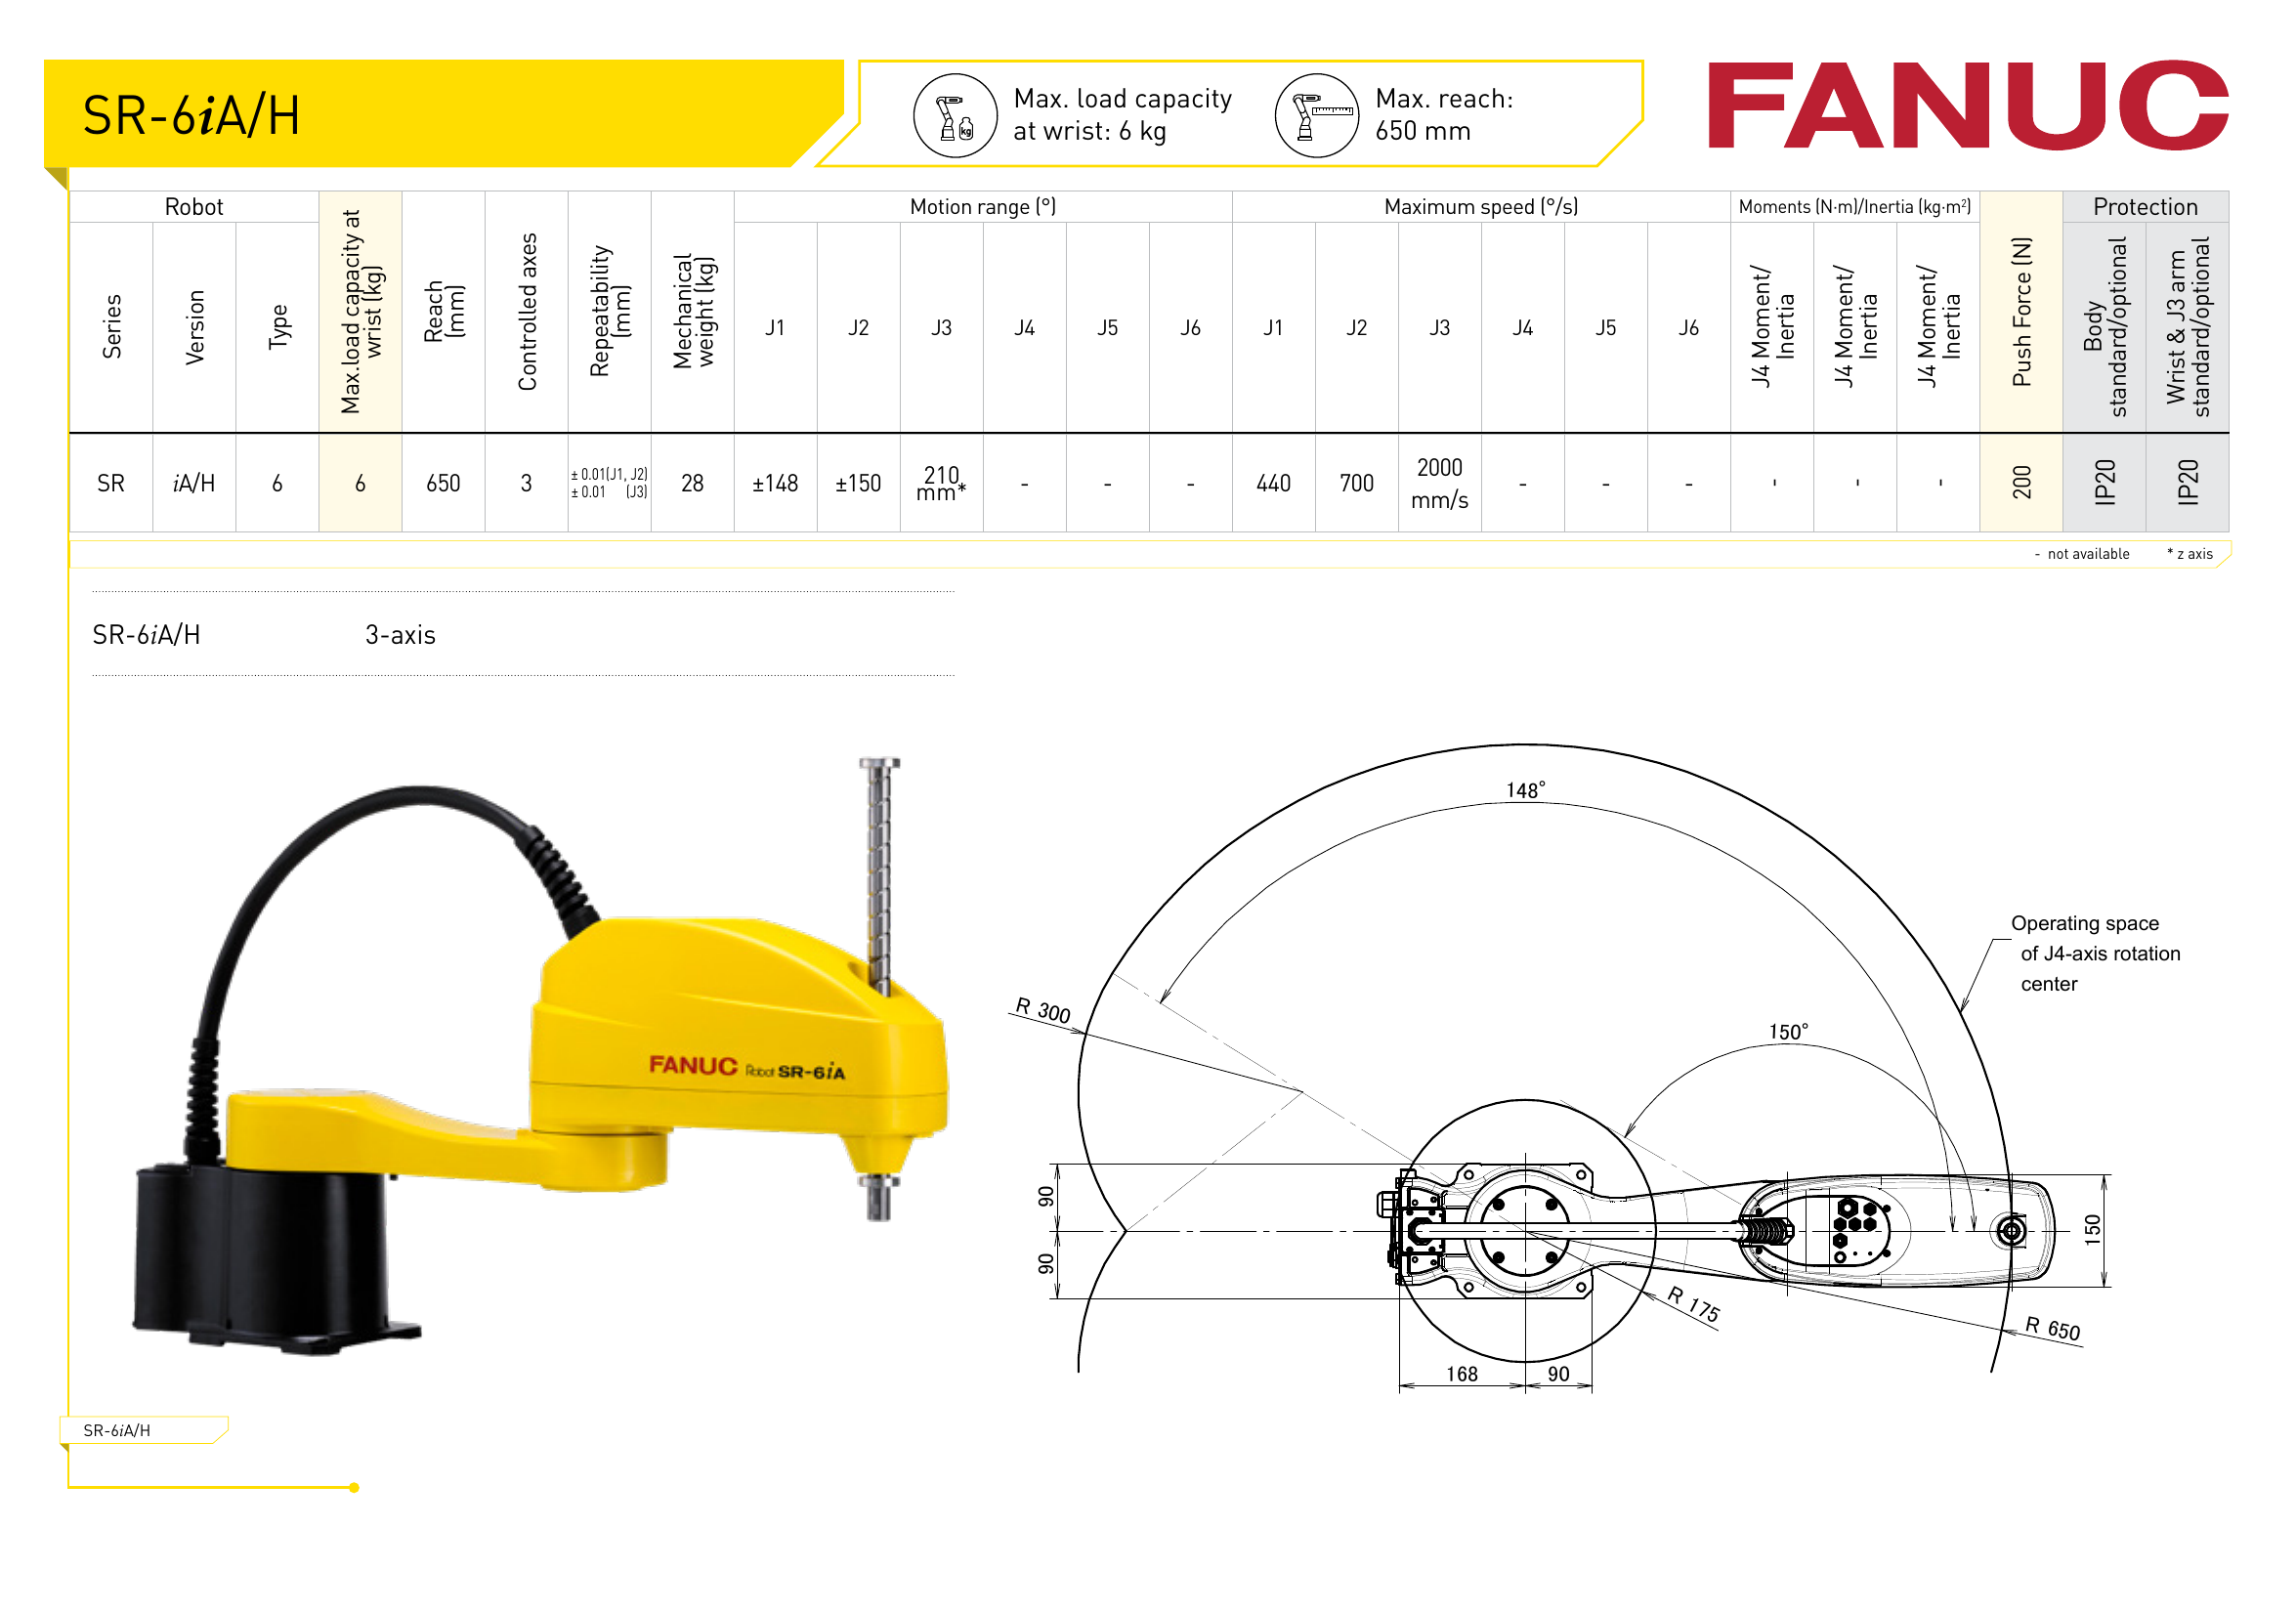 SR-6iA/H
Max. load capacity
at wrist: 6 kg
Max. reach:
650 mm
FANUC
Robot
Motion range (°)
Maximum speed (°/s)
Moments (N·m)/Inertia (kg·m²)
Protection
Series
Version
Type
Max.load capacity at
wrist (kg)
Reach
(mm)
Controlled axes
Repeatability
(mm)
Mechanical
weight (kg)
J1
J2
J3
J4
J5
J6
J1
J2
J3
J4
J5
J6
J4 Moment/
Inertia
J4 Moment/
Inertia
J4 Moment/
Inertia
Push Force (N)
Body
standard/optional
Wrist & J3 arm
standard/optional
SR
iA/H
6
6
650
3
± 0.01(J1, J2)
± 0.01 (J3)
28
±148
±150
210
mm*
-
-
-
440
700
2000
mm/s
-
-
-
-
-
-
200
IP20
IP20
- not available * z axis
SR-6iA/H 3-axis
FANUC Robot SR-6iA
148°
Operating space
of J4-axis rotation
center
R 300
150°
90
90
150
R 175
R 650
168
90
SR-6iA/H